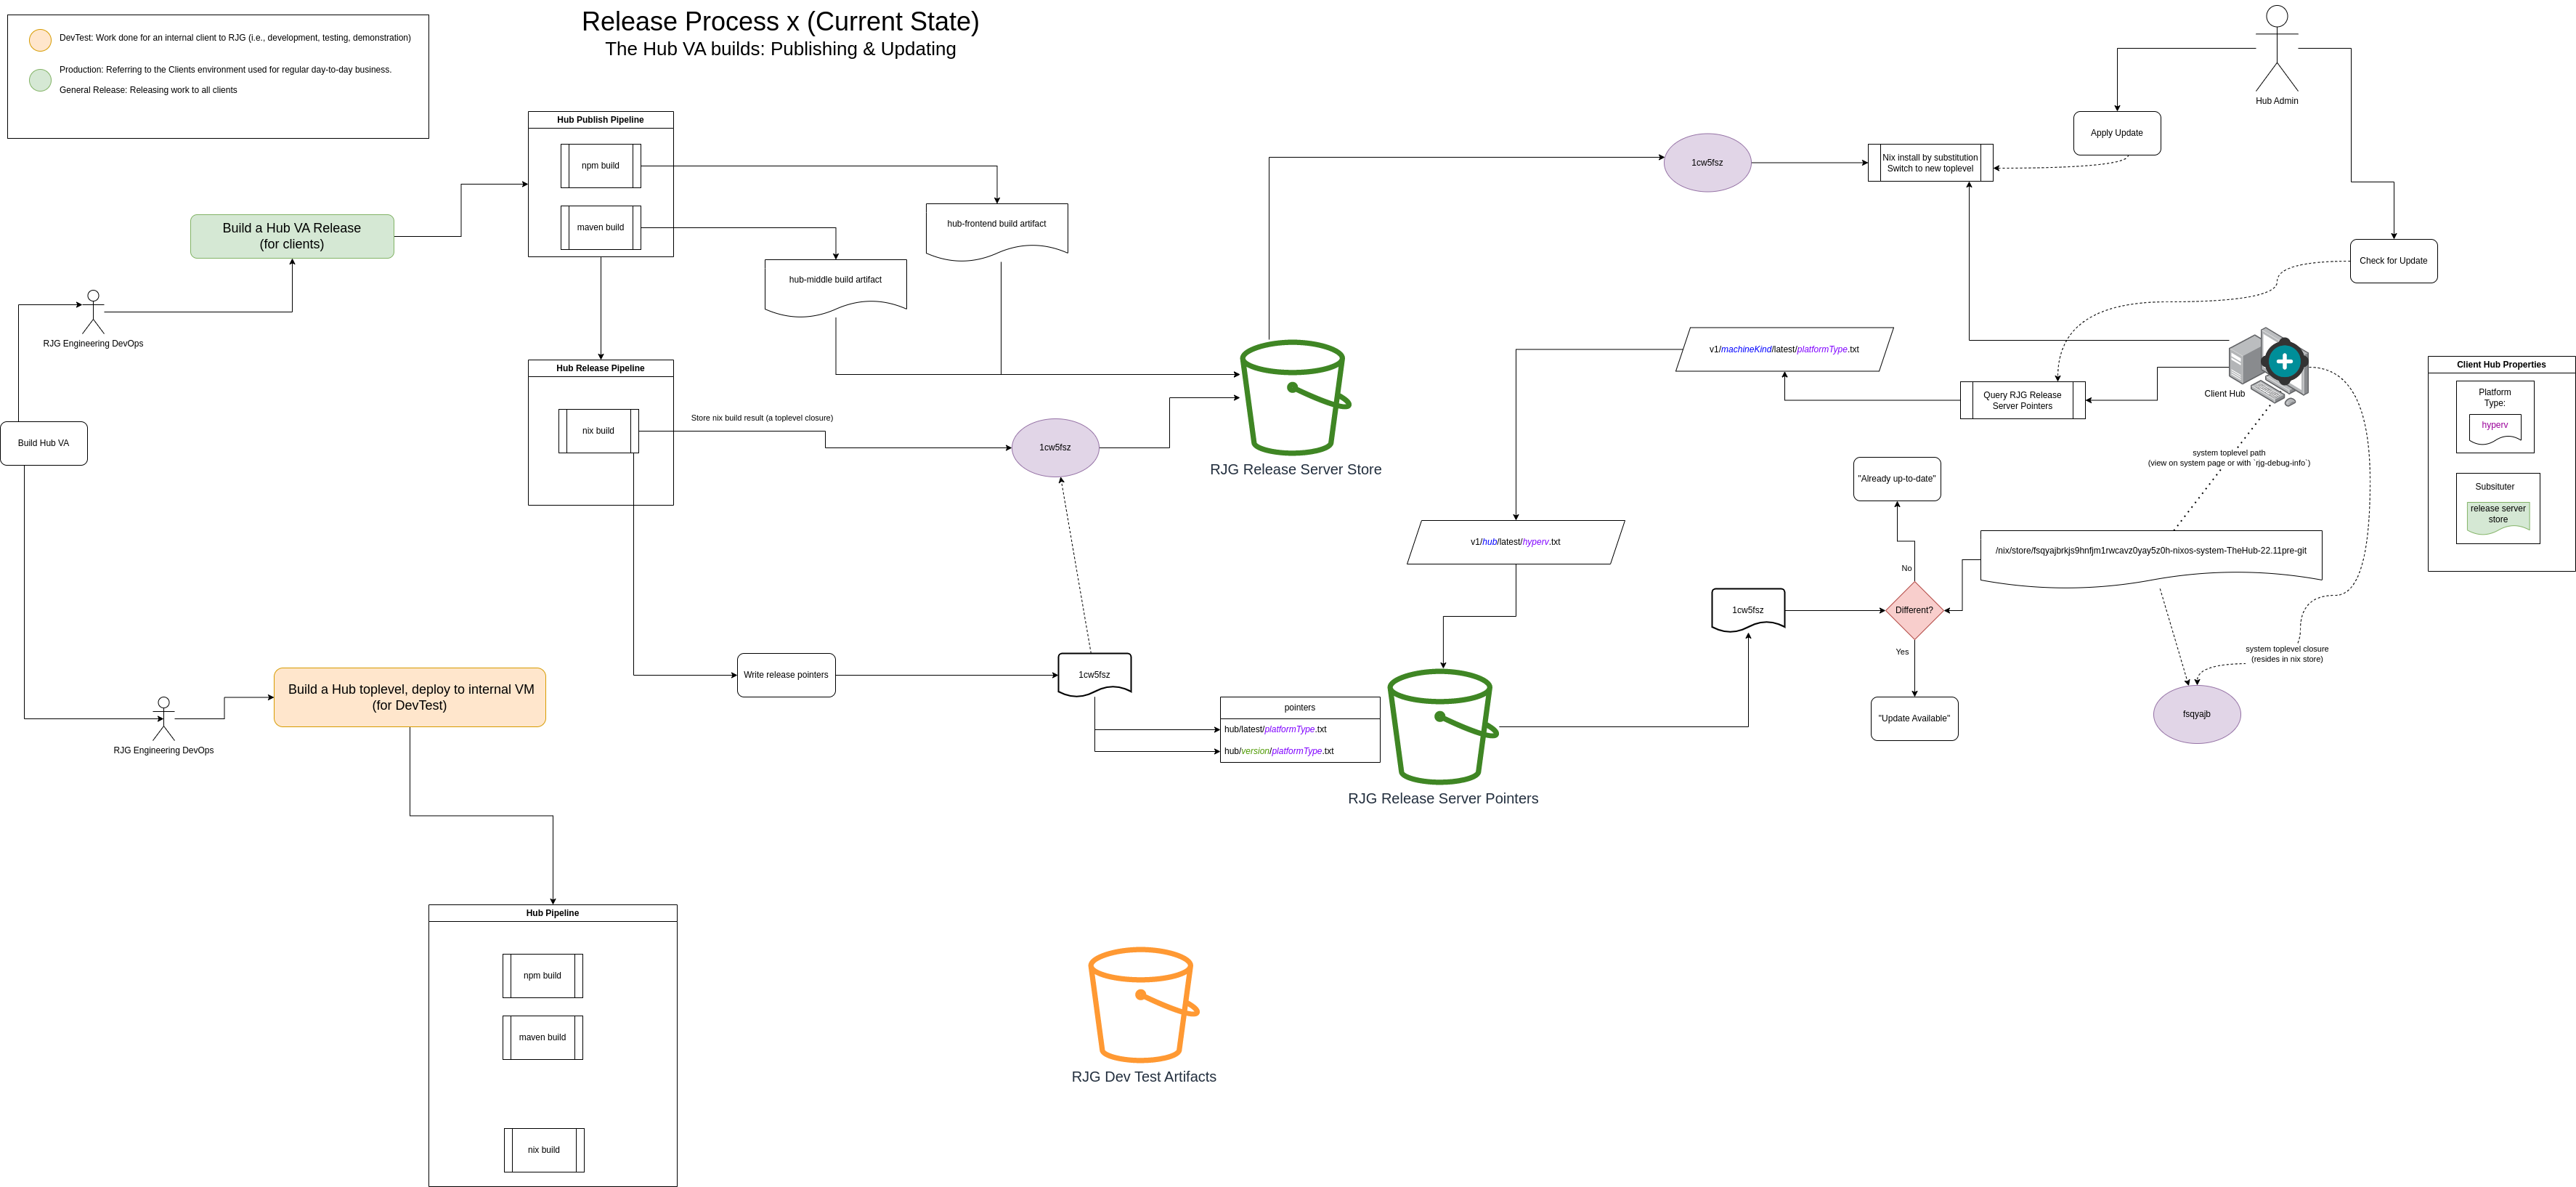 Release Process x (Current State)
The Hub VA builds: Publishing & Updating
DevTest: Work done for an internal client to RJG (i.e., development, testing, demonstration)
Production: Referring to the Clients environment used for regular day-to-day business.
General Release: Releasing work to all clients
Hub Admin
Apply Update
Check for Update
Hub Publish Pipeline
npm build
maven build
hub-frontend build artifact
hub-middle build artifact
Build a Hub VA Release
(for clients)
RJG Engineering DevOps
Build Hub VA
Hub Release Pipeline
nix build
Store nix build result (a toplevel closure)
1cw5fsz
RJG Release Server Store
1cw5fsz
Nix install by substitution
Switch to new toplevel
v1/machineKind/latest/platformType.txt
Query RJG Release
Server Pointers
Client Hub
Client Hub Properties
Platform
Type:
hyperv
Subsituter
release server
store
system toplevel path
(view on system page or with `rjg-debug-info`)
"Already up-to-date"
v1/hub/latest/hyperv.txt
/nix/store/fsqyajbrkjs9hnfjm1rwcavz0yay5z0h-nixos-system-TheHub-22.11pre-git
No
1cw5fsz
Different?
Yes
system toplevel closure
(resides in nix store)
"Update Available"
fsqyajb
Build a Hub toplevel, deploy to internal VM
(for DevTest)
RJG Engineering DevOps
Write release pointers
1cw5fsz
pointers
hub/latest/platformType.txt
hub/version/platformType.txt
RJG Release Server Pointers
Hub Pipeline
npm build
maven build
nix build
RJG Dev Test Artifacts